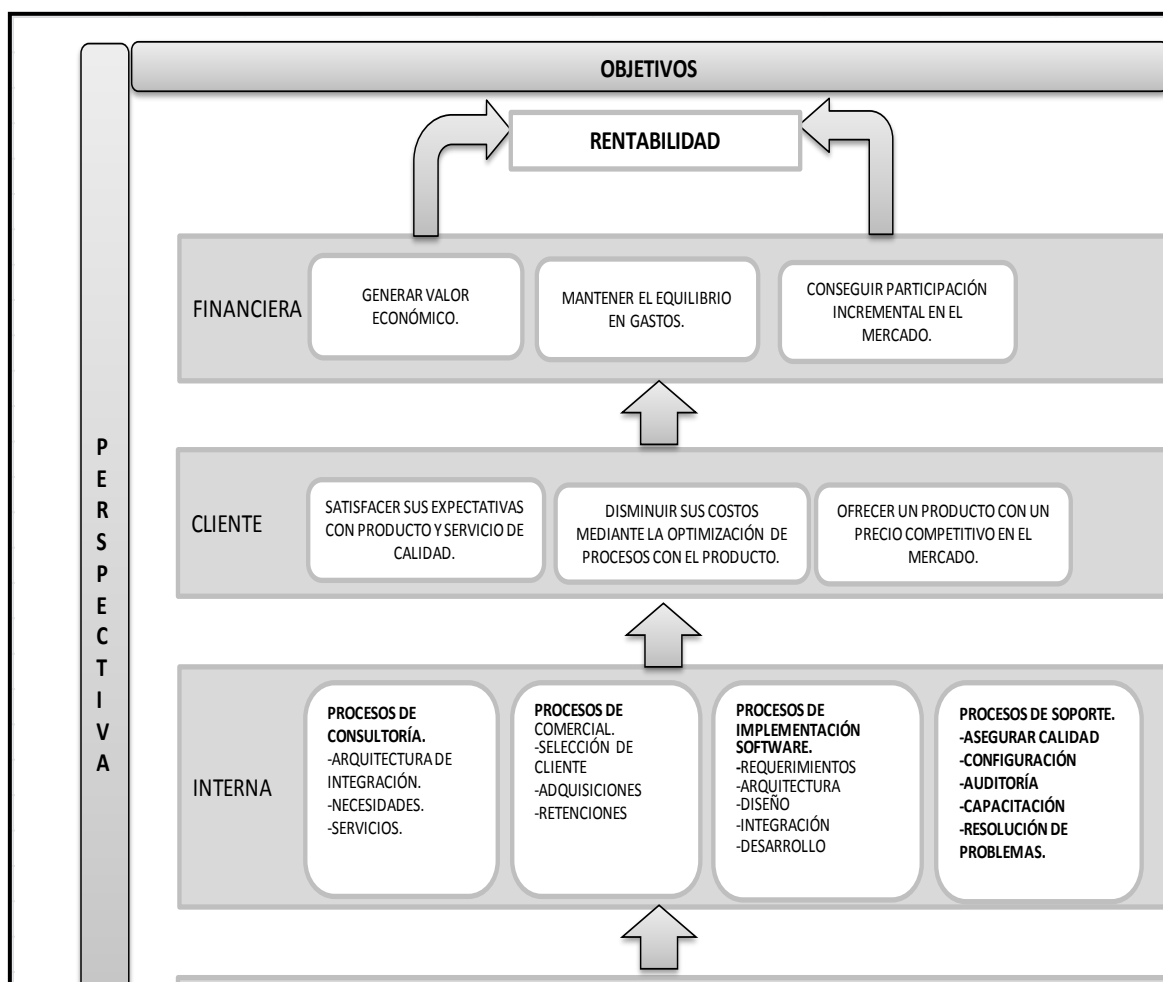 OBJETIVOS
RENTABILIDAD
PERSPECTIVA
FINANCIERA
GENERAR VALOR
ECONÓMICO.
MANTENER EL EQUILIBRIO
EN GASTOS.
CONSEGUIR PARTICIPACIÓN
INCREMENTAL EN EL
MERCADO.
CLIENTE
SATISFACER SUS EXPECTATIVAS
CON PRODUCTO Y SERVICIO DE
CALIDAD.
DISMINUIR SUS COSTOS
MEDIANTE LA OPTIMIZACIÓN DE
PROCESOS CON EL PRODUCTO.
OFRECER UN PRODUCTO CON UN
PRECIO COMPETITIVO EN EL
MERCADO.
INTERNA
PROCESOS DE
CONSULTORÍA.
-ARQUITECTURA DE
INTEGRACIÓN.
-NECESIDADES.
-SERVICIOS.
PROCESOS DE
COMERCIAL.
-SELECCIÓN DE
CLIENTE
-ADQUISICIONES
-RETENCIONES
PROCESOS DE
IMPLEMENTACIÓN
SOFTWARE.
-REQUERIMIENTOS
-ARQUITECTURA
-DISEÑO
-INTEGRACIÓN
-DESARROLLO
PROCESOS DE SOPORTE.
-ASEGURAR CALIDAD
-CONFIGURACIÓN
-AUDITORÍA
-CAPACITACIÓN
-RESOLUCIÓN DE
PROBLEMAS.